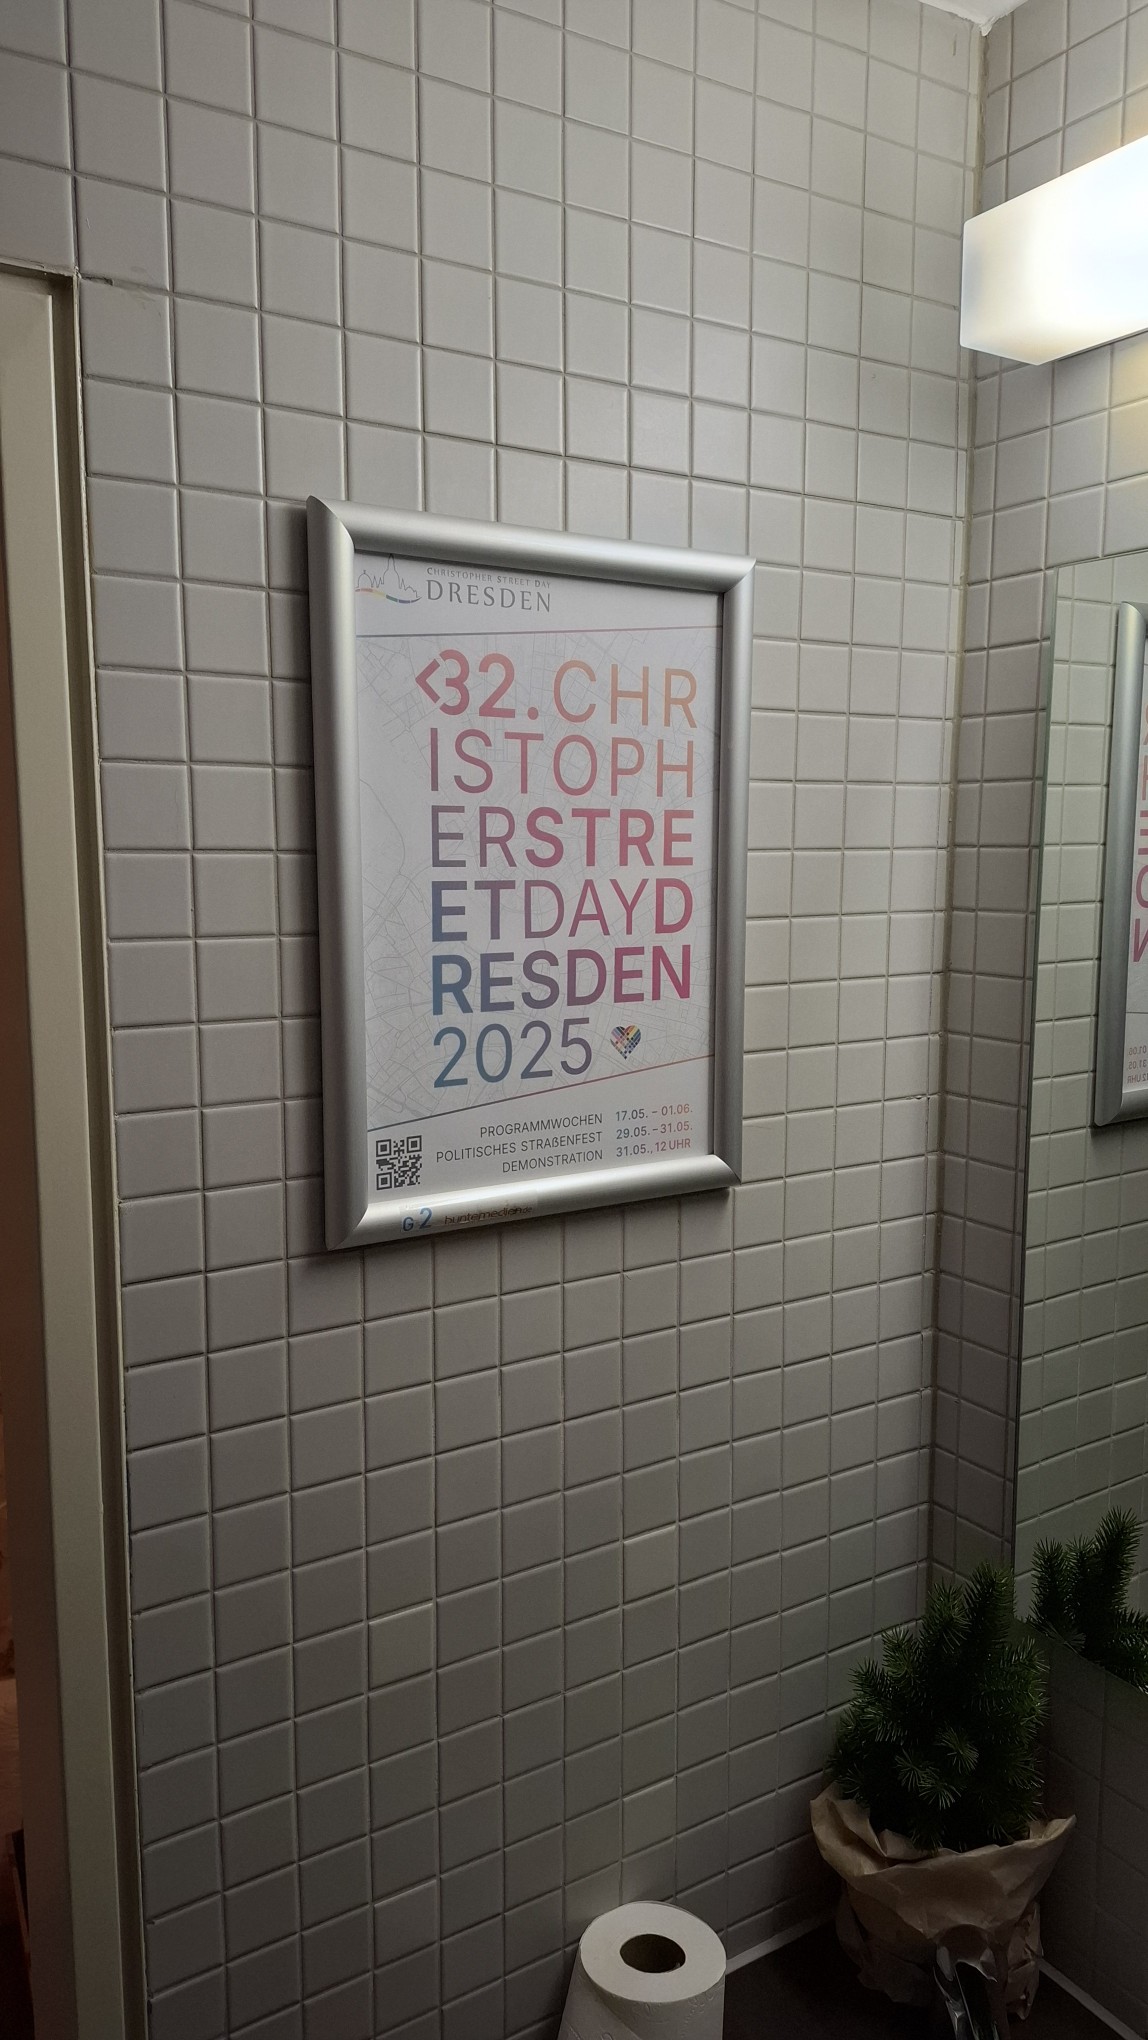 CHRISTOPHER STREET DAY
DRESDEN
<32. CHR
ISTOPH
ERSTRE
ETDAYD
RESDEN
2025
PROGRAMMWOCHEN 17.05. – 01.06.
POLITISCHES STRAßENFEST 29.05. – 31.05.
DEMONSTRATION 31.05., 12 UHR
G 2 buntemedien.de